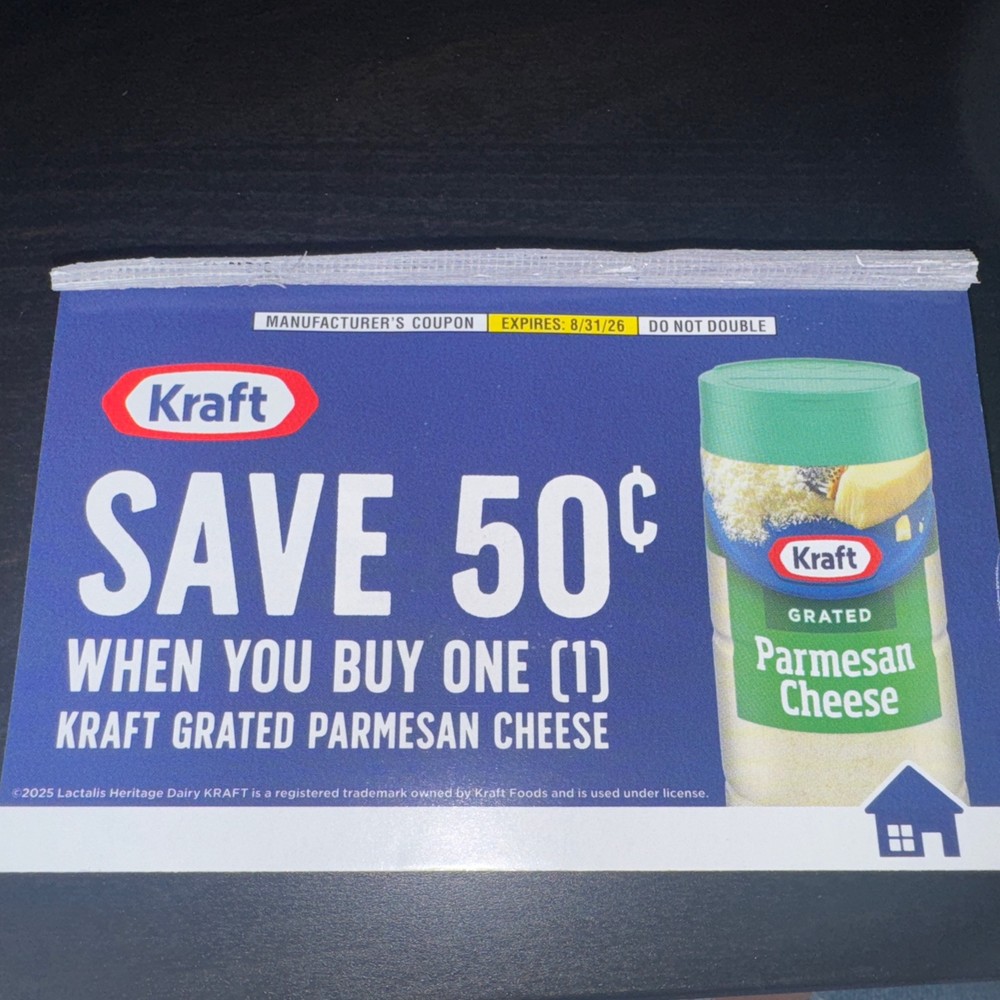 MANUFACTURER'S COUPON EXPIRES: 8/31/26 DO NOT DOUBLE
Kraft
SAVE 50¢
WHEN YOU BUY ONE (1)
KRAFT GRATED PARMESAN CHEESE
Kraft
GRATED
Parmesan
Cheese
©2025 Lactalis Heritage Dairy KRAFT is a registered trademark owned by Kraft Foods and is used under license.